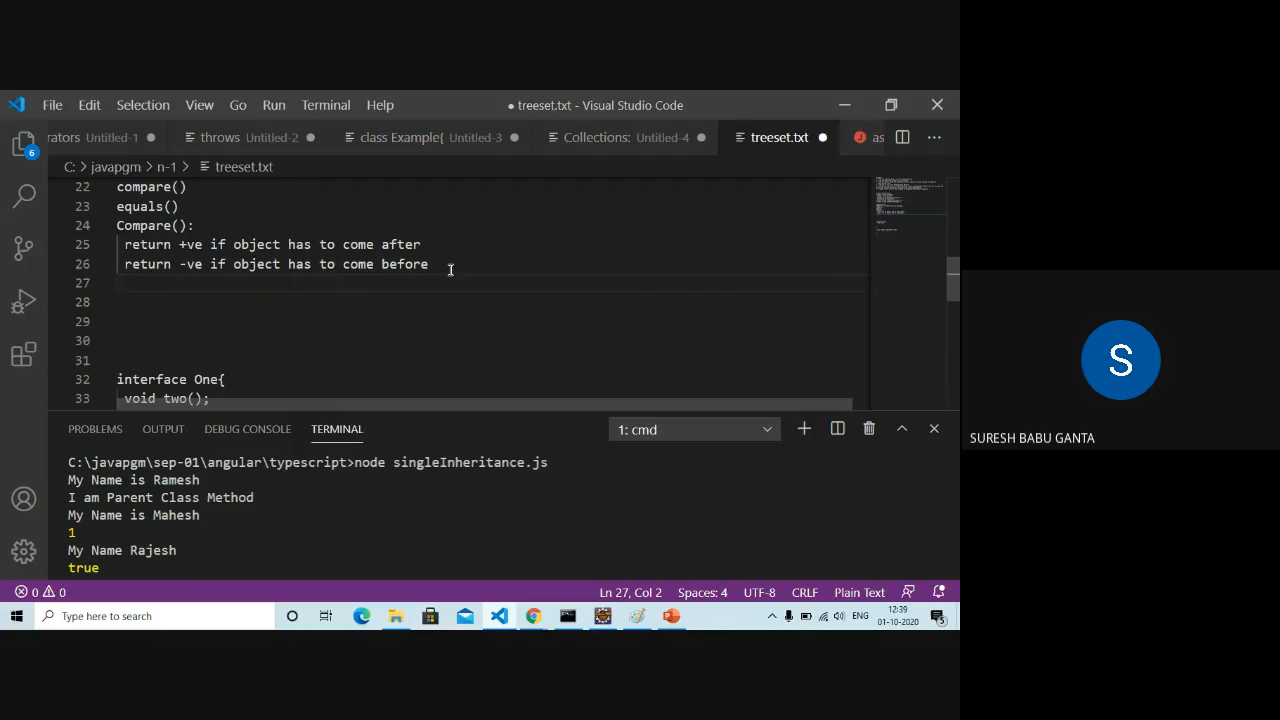 File Edit Selection View Go Run Terminal Help ● treeset.txt - Visual Studio Code
rators Untitled-1 throws Untitled-2 class Example{ Untitled-3 Collections: Untitled-4 treeset.txt as
C: > javapgm > n-1 > treeset.txt
22 compare()
23 equals()
24 Compare():
25 return +ve if object has to come after
26 return -ve if object has to come before
27
28
29
30
31
32 interface One{
33 void two();
6
PROBLEMS OUTPUT DEBUG CONSOLE TERMINAL 1: cmd
C:\javapgm\sep-01\angular\typescript>node singleInheritance.js
My Name is Ramesh
I am Parent Class Method
My Name is Mahesh
1
My Name Rajesh
true
0 0 Ln 27, Col 2 Spaces: 4 UTF-8 CRLF Plain Text
Type here to search ENG 12:39
01-10-2020
5
S
SURESH BABU GANTA